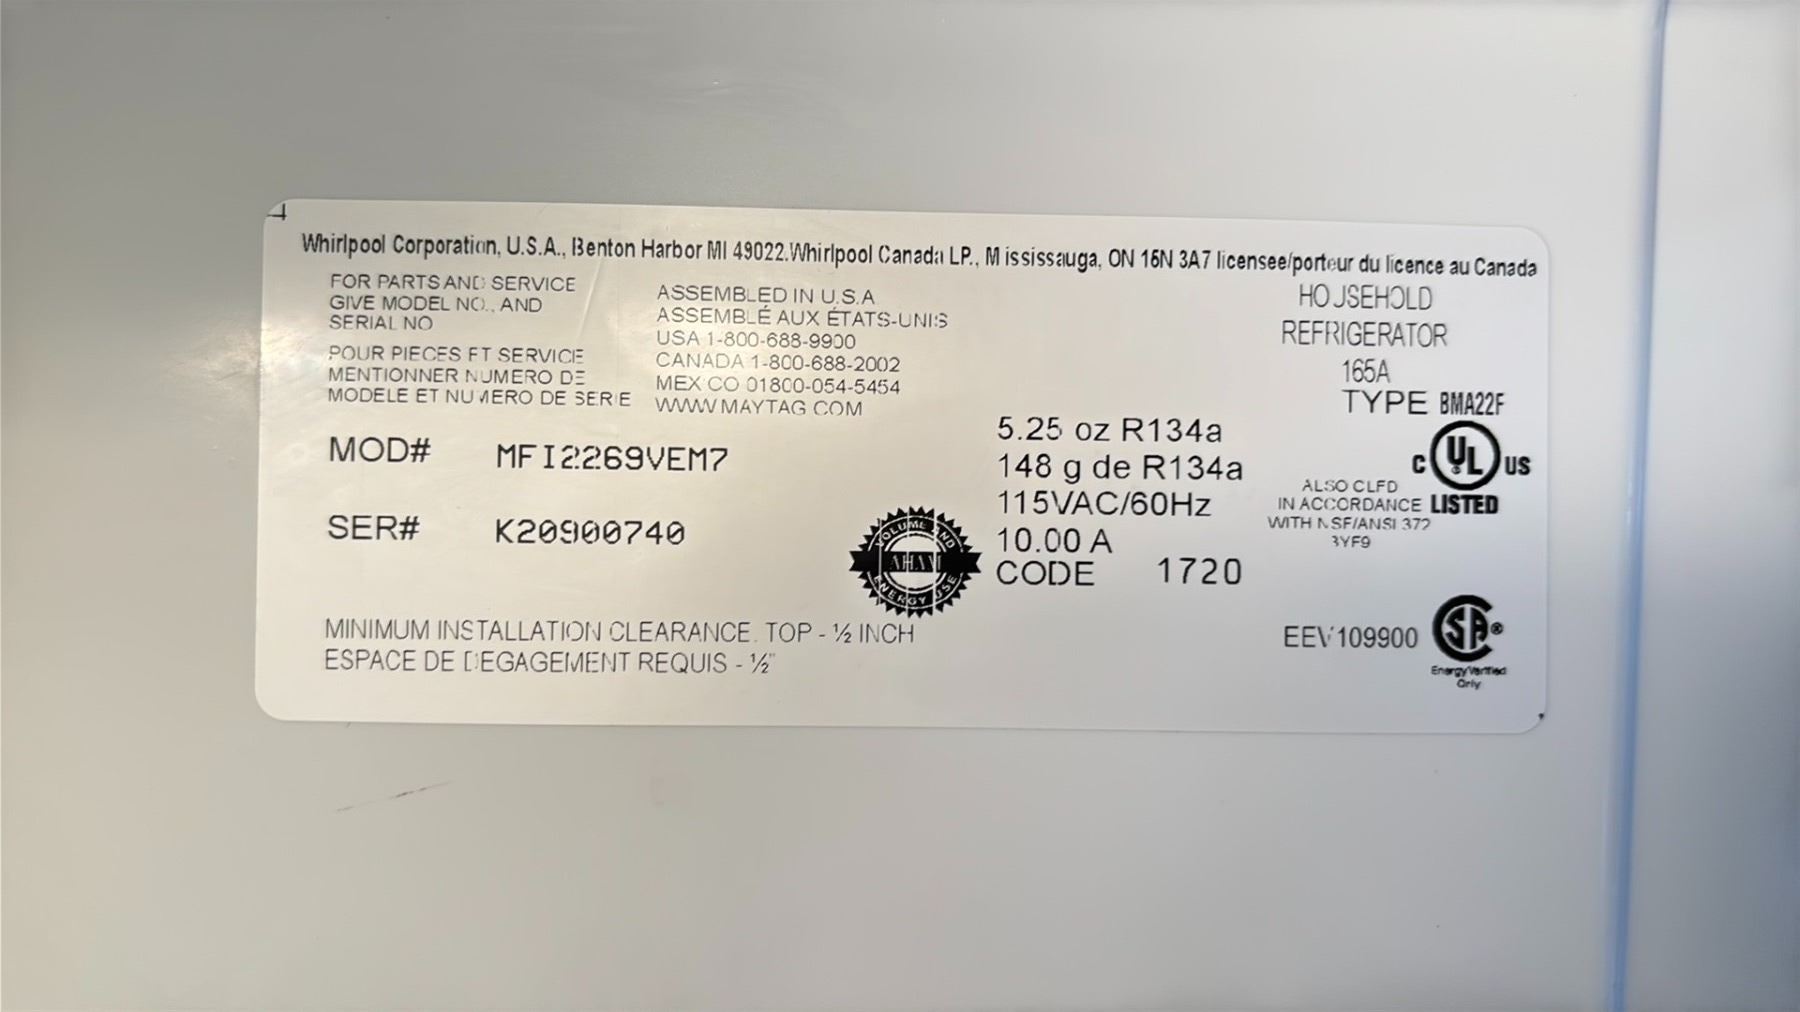 Whirlpool Corporation, U.S.A., Benton Harbor MI 49022.Whirlpool Canada LP., Mississauga, ON 16N 3A7 licensee/porteur du licence au Canada
FOR PARTS AND SERVICE
GIVE MODEL NO., AND
SERIAL NO
POUR PIECES ET SERVICE
MENTIONNER NUMERO DE
MODELE ET NUMERO DE SERIE
ASSEMBLED IN U.S.A
ASSEMBLÉ AUX ÉTATS-UNIS
USA 1-800-688-9900
CANADA 1-800-688-2002
MEXICO 01800-054-5454
WWW MAYTAG COM
HOUSEHOLD
REFRIGERATOR
165A
TYPE BMA22F
MOD# MFI2269VEM7
SER# K20900740
VOLUME AND
AHAM
ENERGY USE
5.25 oz R134a
148 g de R134a
115VAC/60Hz
10.00 A
CODE 1720
C UL US
LISTED
ALSO CLFD
IN ACCORDANCE
WITH NSF/ANSI 372
3YF9
MINIMUM INSTALLATION CLEARANCE. TOP - ½ INCH
ESPACE DE DEGAGEMENT REQUIS - ½"
EEV109900
SA®
Energy Verified
Only